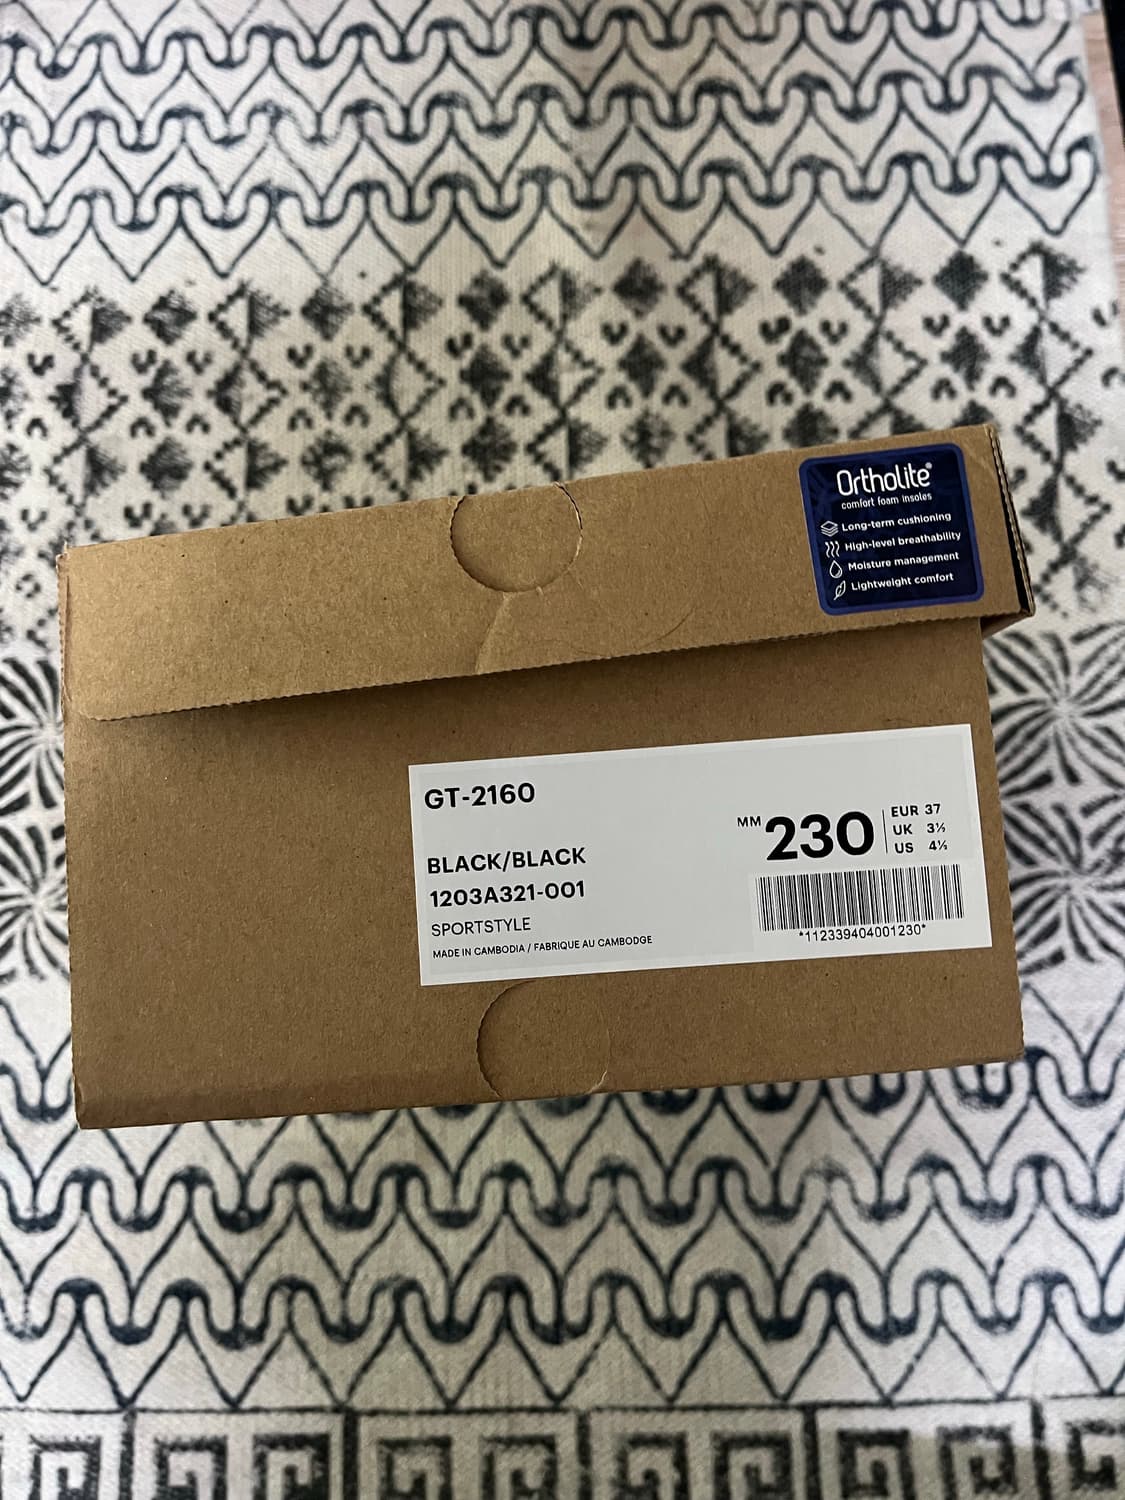 Ortholite®
comfort foam insoles
Long-term cushioning
High-level breathability
Moisture management
Lightweight comfort
GT-2160
MM 230
EUR 37
UK 3½
US 4½
BLACK/BLACK
1203A321-001
SPORTSTYLE
MADE IN CAMBODIA / FABRIQUE AU CAMBODGE
*112339404001230*